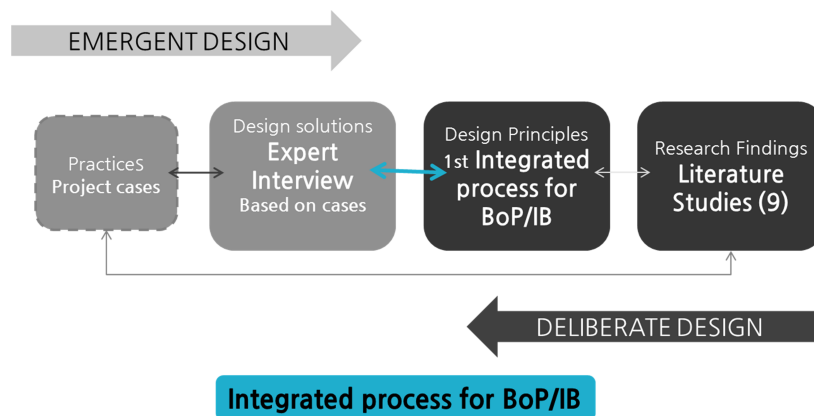 EMERGENT DESIGN
PracticeS
Project cases
Design solutions
Expert
Interview
Based on cases
Design Principles
1st Integrated
process for
BoP/IB
Research Findings
Literature
Studies (9)
DELIBERATE DESIGN
Integrated process for BoP/IB